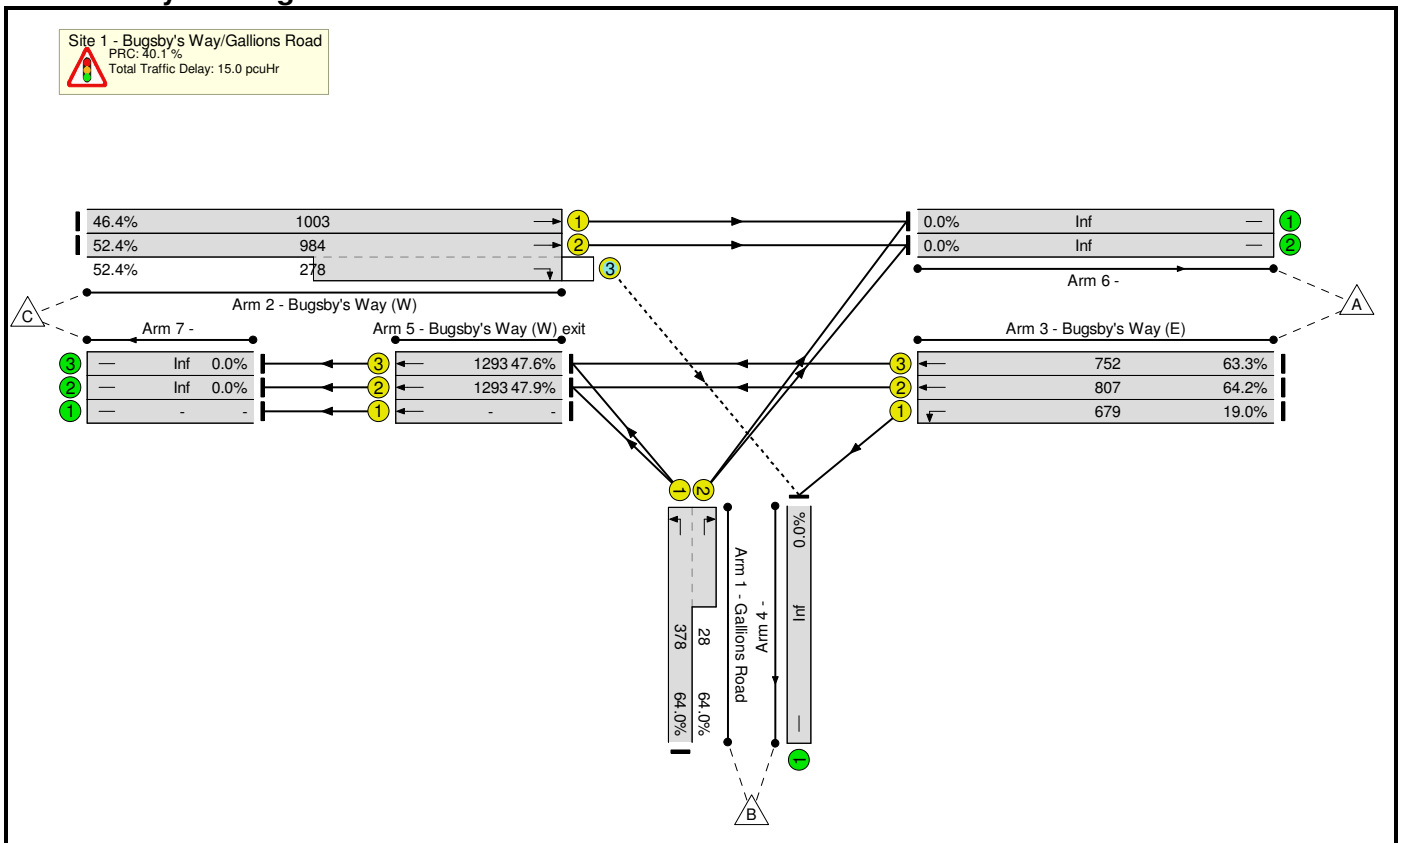 Site 1 - Bugsby's Way/Gallions Road
PRC: 40.1 %
Total Traffic Delay: 15.0 pcuHr
46.4% 1003 1
52.4% 984 2
52.4% 278 3
Arm 2 - Bugsby's Way (W)
0.0% Inf 1
0.0% Inf 2
Arm 6 -
C
A
Arm 7 -
Arm 5 - Bugsby's Way (W) exit
Arm 3 - Bugsby's Way (E)
3 Inf 0.0% 3 1293 47.6% 3 752 63.3%
2 Inf 0.0% 2 1293 47.9% 2 807 64.2%
1 - - 1 - - 1 679 19.0%
1 2
378 64.0%
28 64.0%
Arm 1 - Gallions Road
Arm 4 -
0.0% Inf
1
B